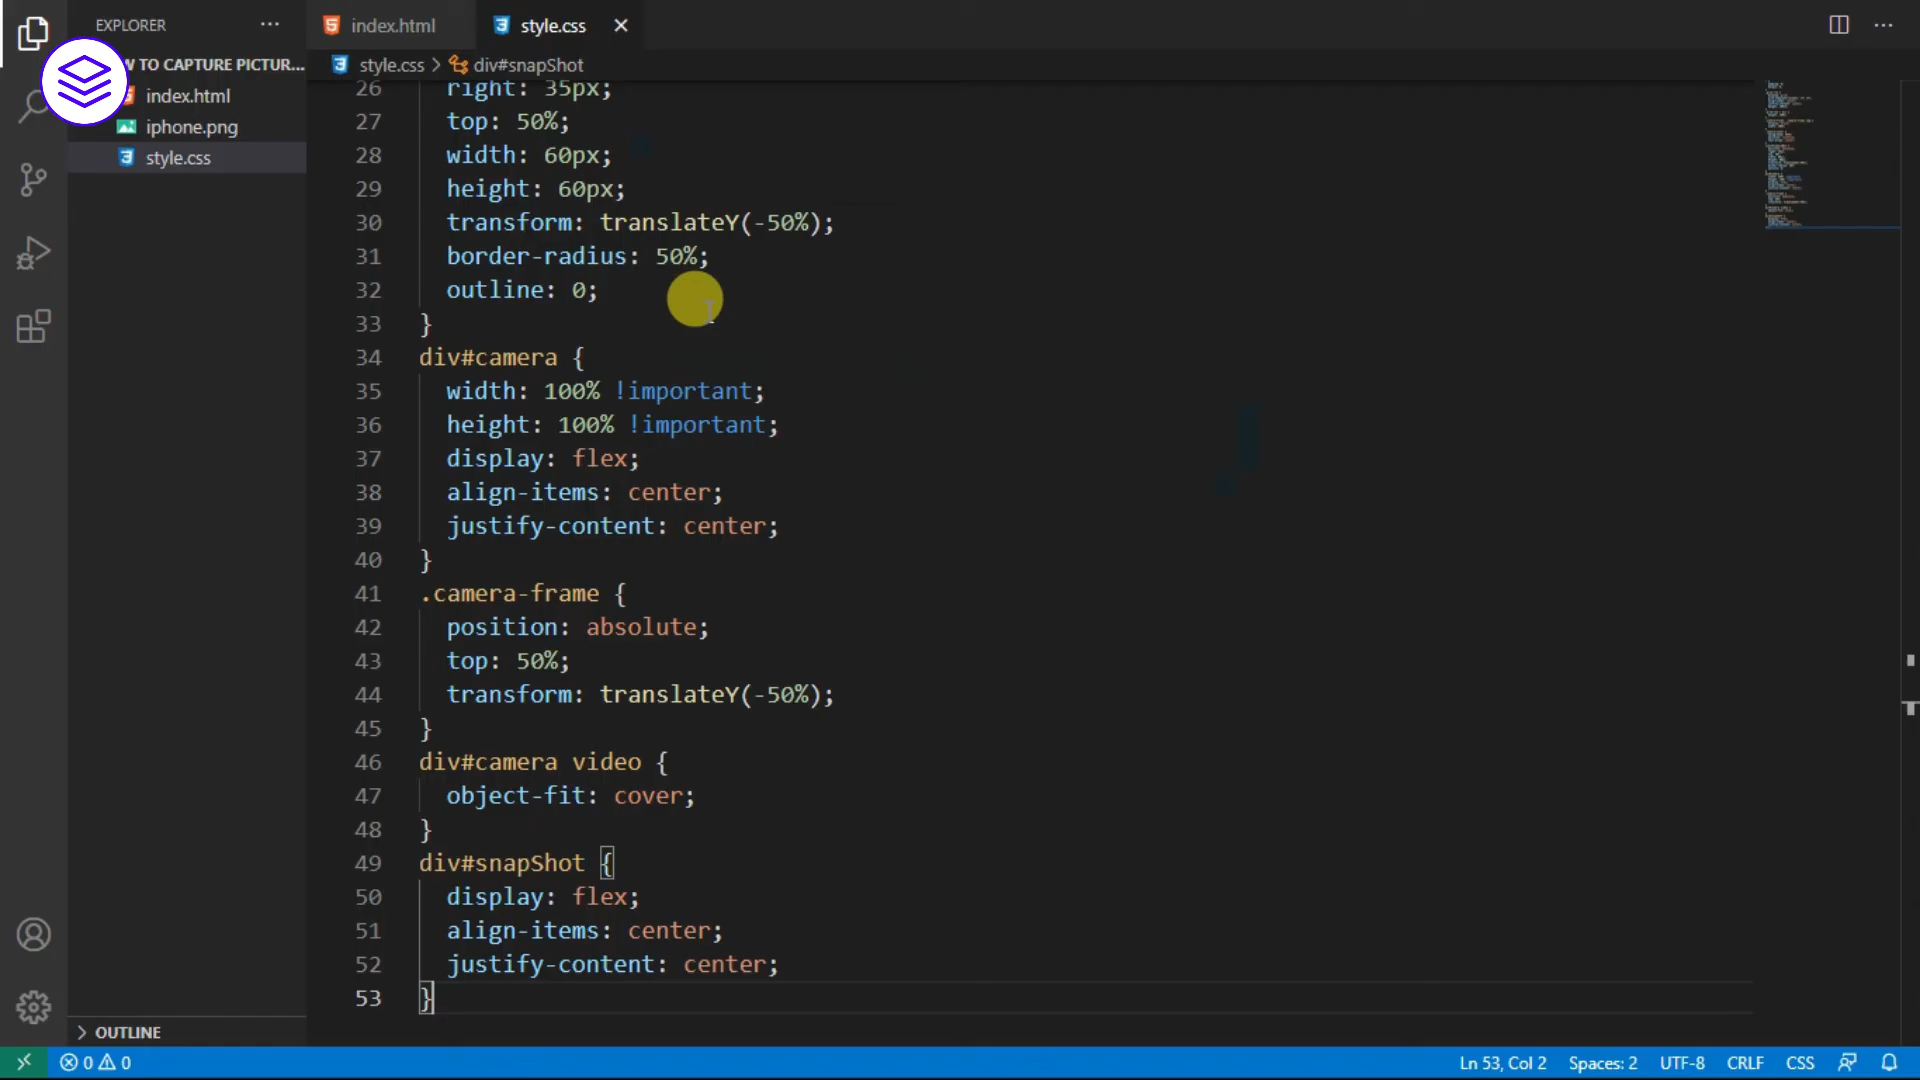 EXPLORER
W TO CAPTURE PICTUR...
index.html
iphone.png
style.css
OUTLINE
index.html
style.css
style.css > div#snapShot
26 right: 35px;
27 top: 50%;
28 width: 60px;
29 height: 60px;
30 transform: translateY(-50%);
31 border-radius: 50%;
32 outline: 0;
33 }
34 div#camera {
35 width: 100% !important;
36 height: 100% !important;
37 display: flex;
38 align-items: center;
39 justify-content: center;
40 }
41 .camera-frame {
42 position: absolute;
43 top: 50%;
44 transform: translateY(-50%);
45 }
46 div#camera video {
47 object-fit: cover;
48 }
49 div#snapShot {
50 display: flex;
51 align-items: center;
52 justify-content: center;
53 }
0 0
Ln 53, Col 2
Spaces: 2
UTF-8
CRLF
CSS